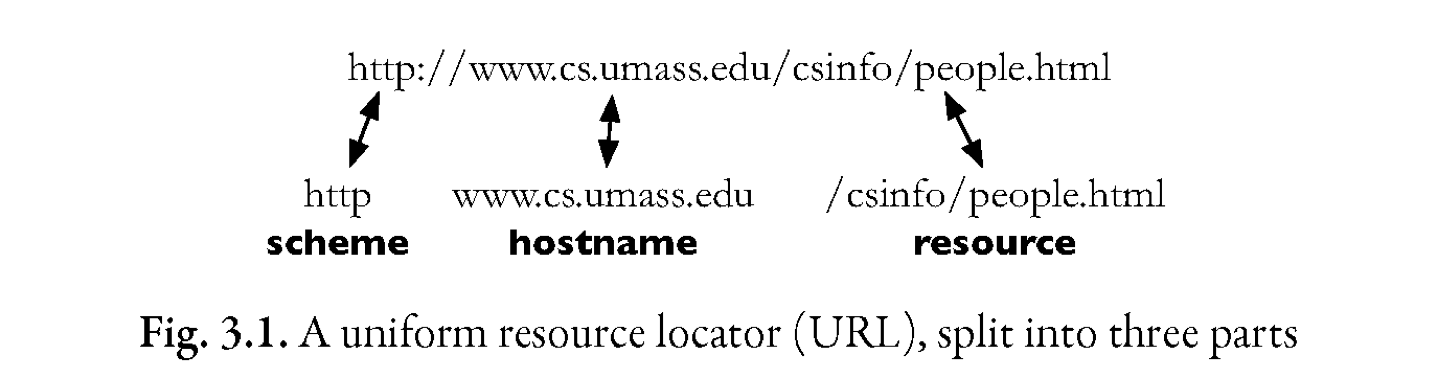 http://www.cs.umass.edu/csinfo/people.html
http www.cs.umass.edu /csinfo/people.html
scheme hostname resource
Fig. 3.1. A uniform resource locator (URL), split into three parts